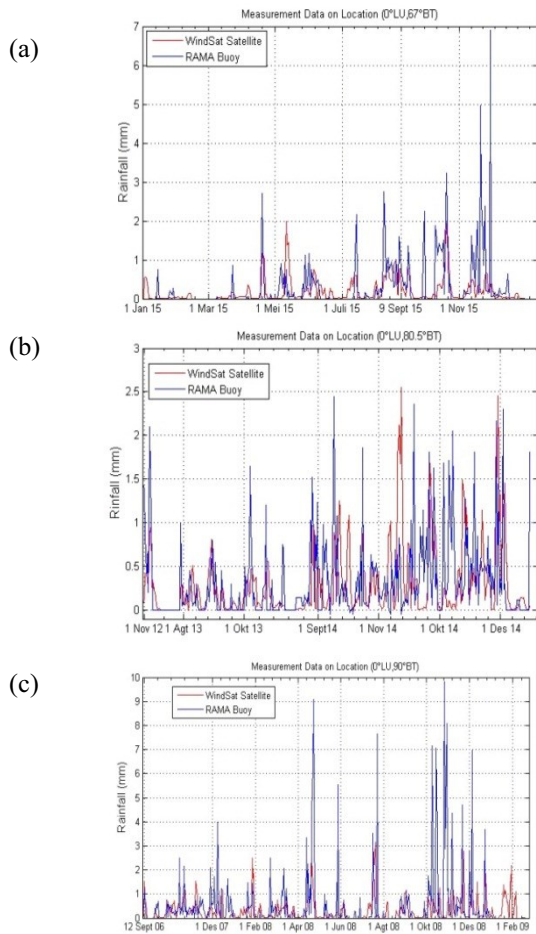 (a)
Measurement Data on Location (0°LU,67°BT)
WindSat Satellite
RAMA Buoy
Rainfall (mm)
7
6
5
4
3
2
1
0
1 Jan 15 1 Mar 15 1 Mei 15 1 Juli 15 9 Sept 15 1 Nov 15
(b)
Measurement Data on Location (0°LU,80.5°BT)
WindSat Satellite
RAMA Buoy
Rinfall (mm)
3
2.5
2
1.5
1
0.5
0
1 Nov 12 1 Agt 13 1 Okt 13 1 Sept14 1 Nov 14 1 Okt 14 1 Des 14
(c)
Measurement Data on Location (0°LU,90°BT)
WindSat Satellite
RAMA Buoy
Rainfall (mm)
10
9
8
7
6
5
4
3
2
1
0
12 Sept 06 1 Des 07 1 Feb 08 1 Apr 08 1 Jun 08 1 Agt 08 1 Okt 08 1 Des 08 1 Feb 09